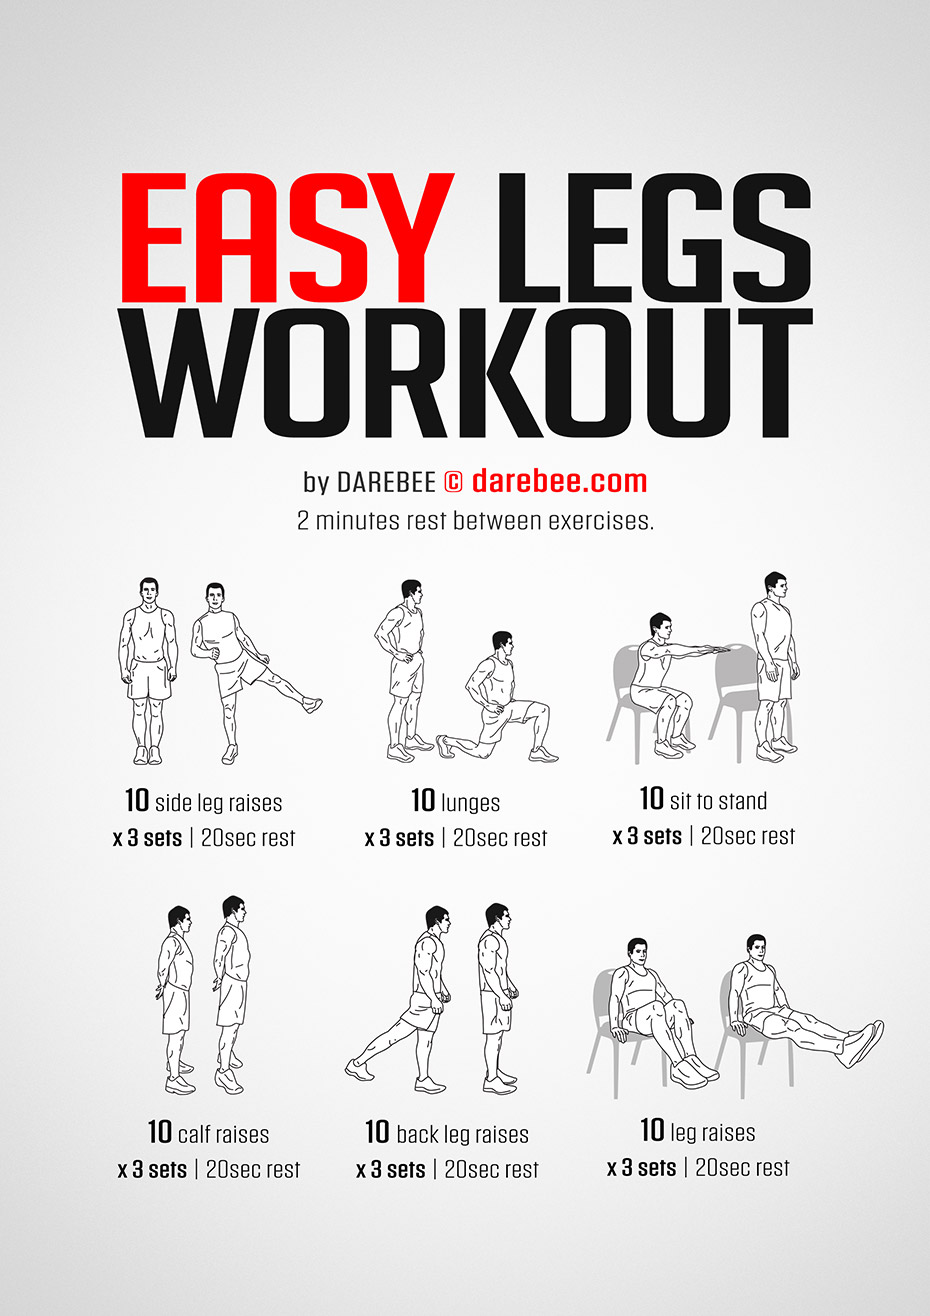 EASY LEGS
WORKOUT
by DAREBEE © darebee.com
2 minutes rest between exercises.
10 side leg raises
x 3 sets | 20sec rest
10 lunges
x 3 sets | 20sec rest
10 sit to stand
x 3 sets | 20sec rest
10 calf raises
x 3 sets | 20sec rest
10 back leg raises
x 3 sets | 20sec rest
10 leg raises
x 3 sets | 20sec rest